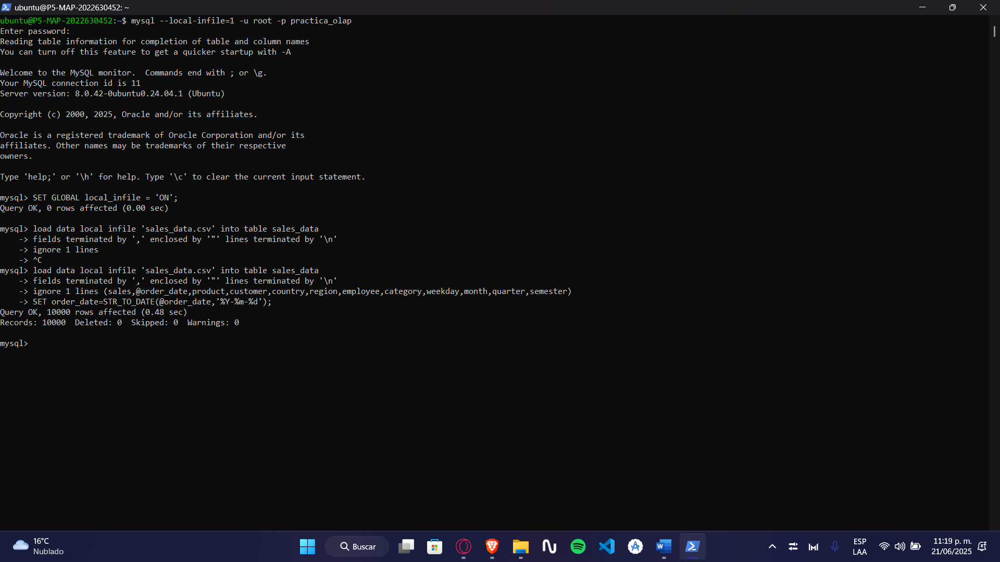 ubuntu@P5-MAP-2022630452: ~
ubuntu@P5-MAP-2022630452:~$ mysql --local-infile=1 -u root -p practica_olap
Enter password:
Reading table information for completion of table and column names
You can turn off this feature to get a quicker startup with -A
Welcome to the MySQL monitor.  Commands end with ; or \g.
Your MySQL connection id is 11
Server version: 8.0.42-0ubuntu0.24.04.1 (Ubuntu)
Copyright (c) 2000, 2025, Oracle and/or its affiliates.
Oracle is a registered trademark of Oracle Corporation and/or its
affiliates. Other names may be trademarks of their respective
owners.
Type 'help;' or '\h' for help. Type '\c' to clear the current input statement.
mysql> SET GLOBAL local_infile = 'ON';
Query OK, 0 rows affected (0.00 sec)
mysql> load data local infile 'sales_data.csv' into table sales_data
    -> fields terminated by ',' enclosed by '"' lines terminated by '\n'
    -> ignore 1 lines
    -> ^C
mysql> load data local infile 'sales_data.csv' into table sales_data
    -> fields terminated by ',' enclosed by '"' lines terminated by '\n'
    -> ignore 1 lines (sales,@order_date,product,customer,country,region,employee,category,weekday,month,quarter,semester)
    -> SET order_date=STR_TO_DATE(@order_date,'%Y-%m-%d');
Query OK, 10000 rows affected (0.48 sec)
Records: 10000  Deleted: 0  Skipped: 0  Warnings: 0
mysql>
16°C
Nublado
Buscar
ESP
LAA
11:19 p. m.
21/06/2025